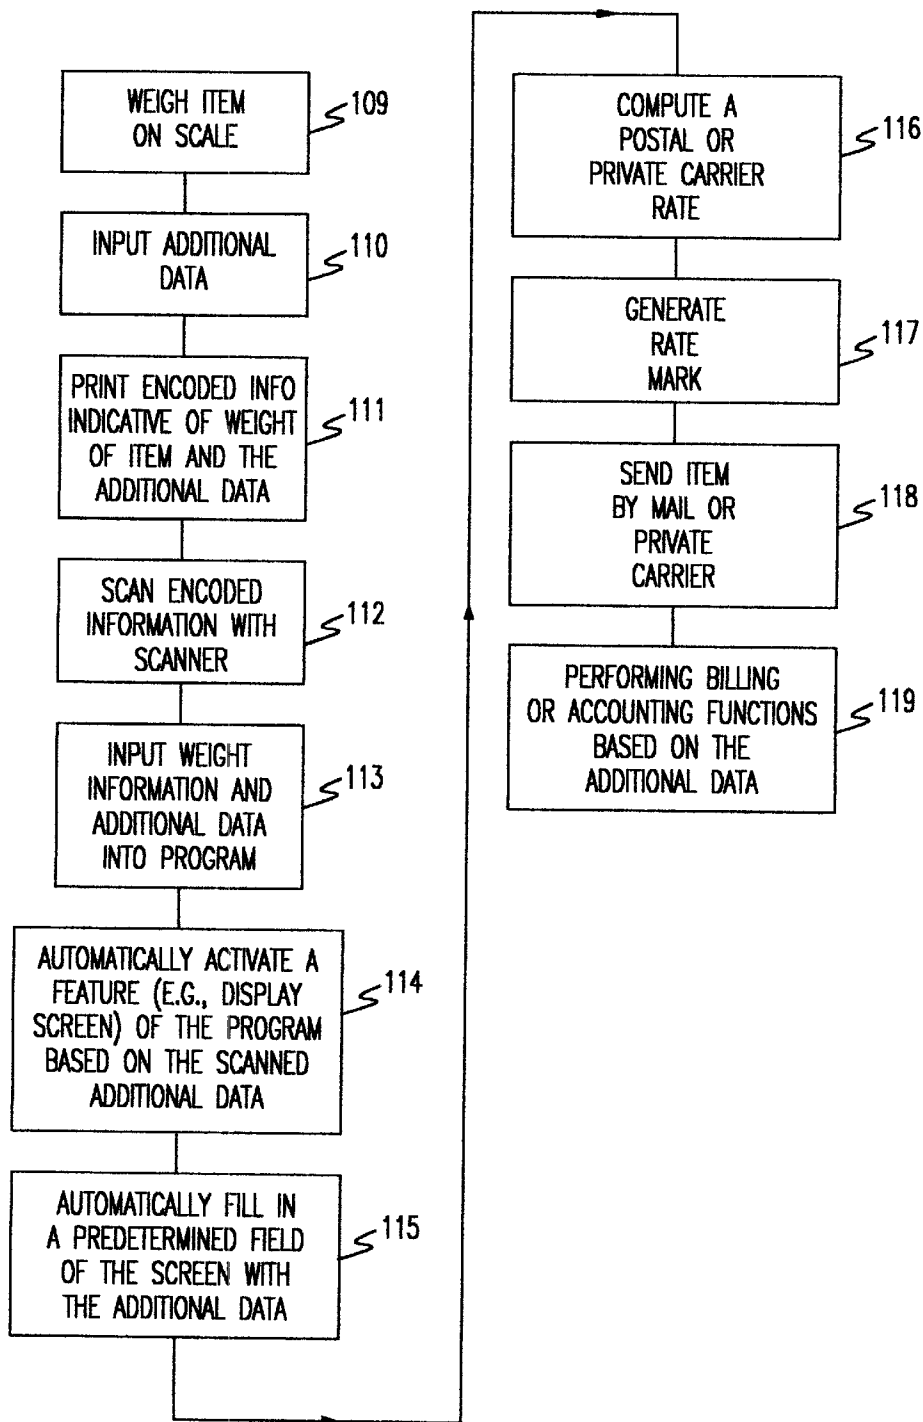 WEIGH ITEM
ON SCALE
109
INPUT ADDITIONAL
DATA
110
PRINT ENCODED INFO
INDICATIVE OF WEIGHT
OF ITEM AND THE
ADDITIONAL DATA
111
SCAN ENCODED
INFORMATION WITH
SCANNER
112
INPUT WEIGHT
INFORMATION AND
ADDITIONAL DATA
INTO PROGRAM
113
AUTOMATICALLY ACTIVATE A
FEATURE (E.G., DISPLAY
SCREEN) OF THE PROGRAM
BASED ON THE SCANNED
ADDITIONAL DATA
114
AUTOMATICALLY FILL IN
A PREDETERMINED FIELD
OF THE SCREEN WITH
THE ADDITIONAL DATA
115
COMPUTE A
POSTAL OR
PRIVATE CARRIER
RATE
116
GENERATE
RATE
MARK
117
SEND ITEM
BY MAIL OR
PRIVATE
CARRIER
118
PERFORMING BILLING
OR ACCOUNTING FUNCTIONS
BASED ON THE
ADDITIONAL DATA
119